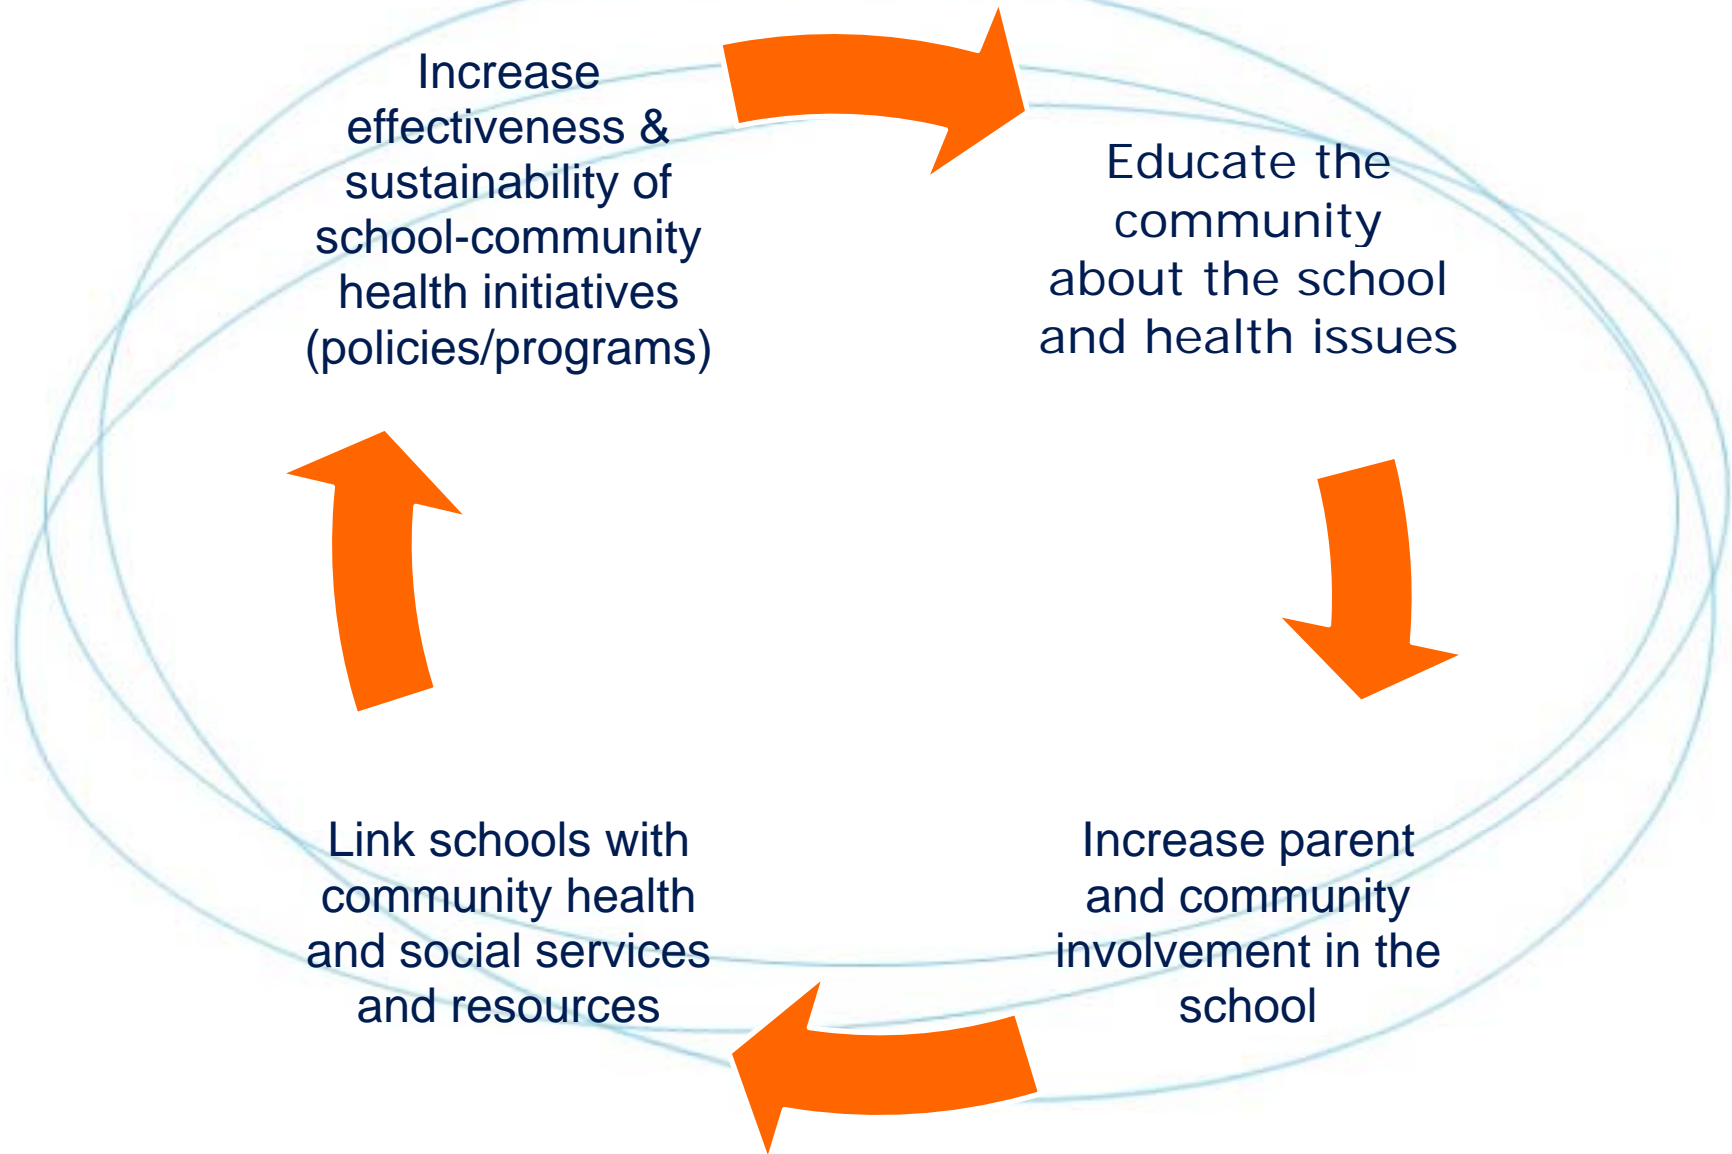 Increase
effectiveness &
sustainability of
school-community
health initiatives
(policies/programs)
Educate the
community
about the school
and health issues
Increase parent
and community
involvement in the
school
Link schools with
community health
and social services
and resources